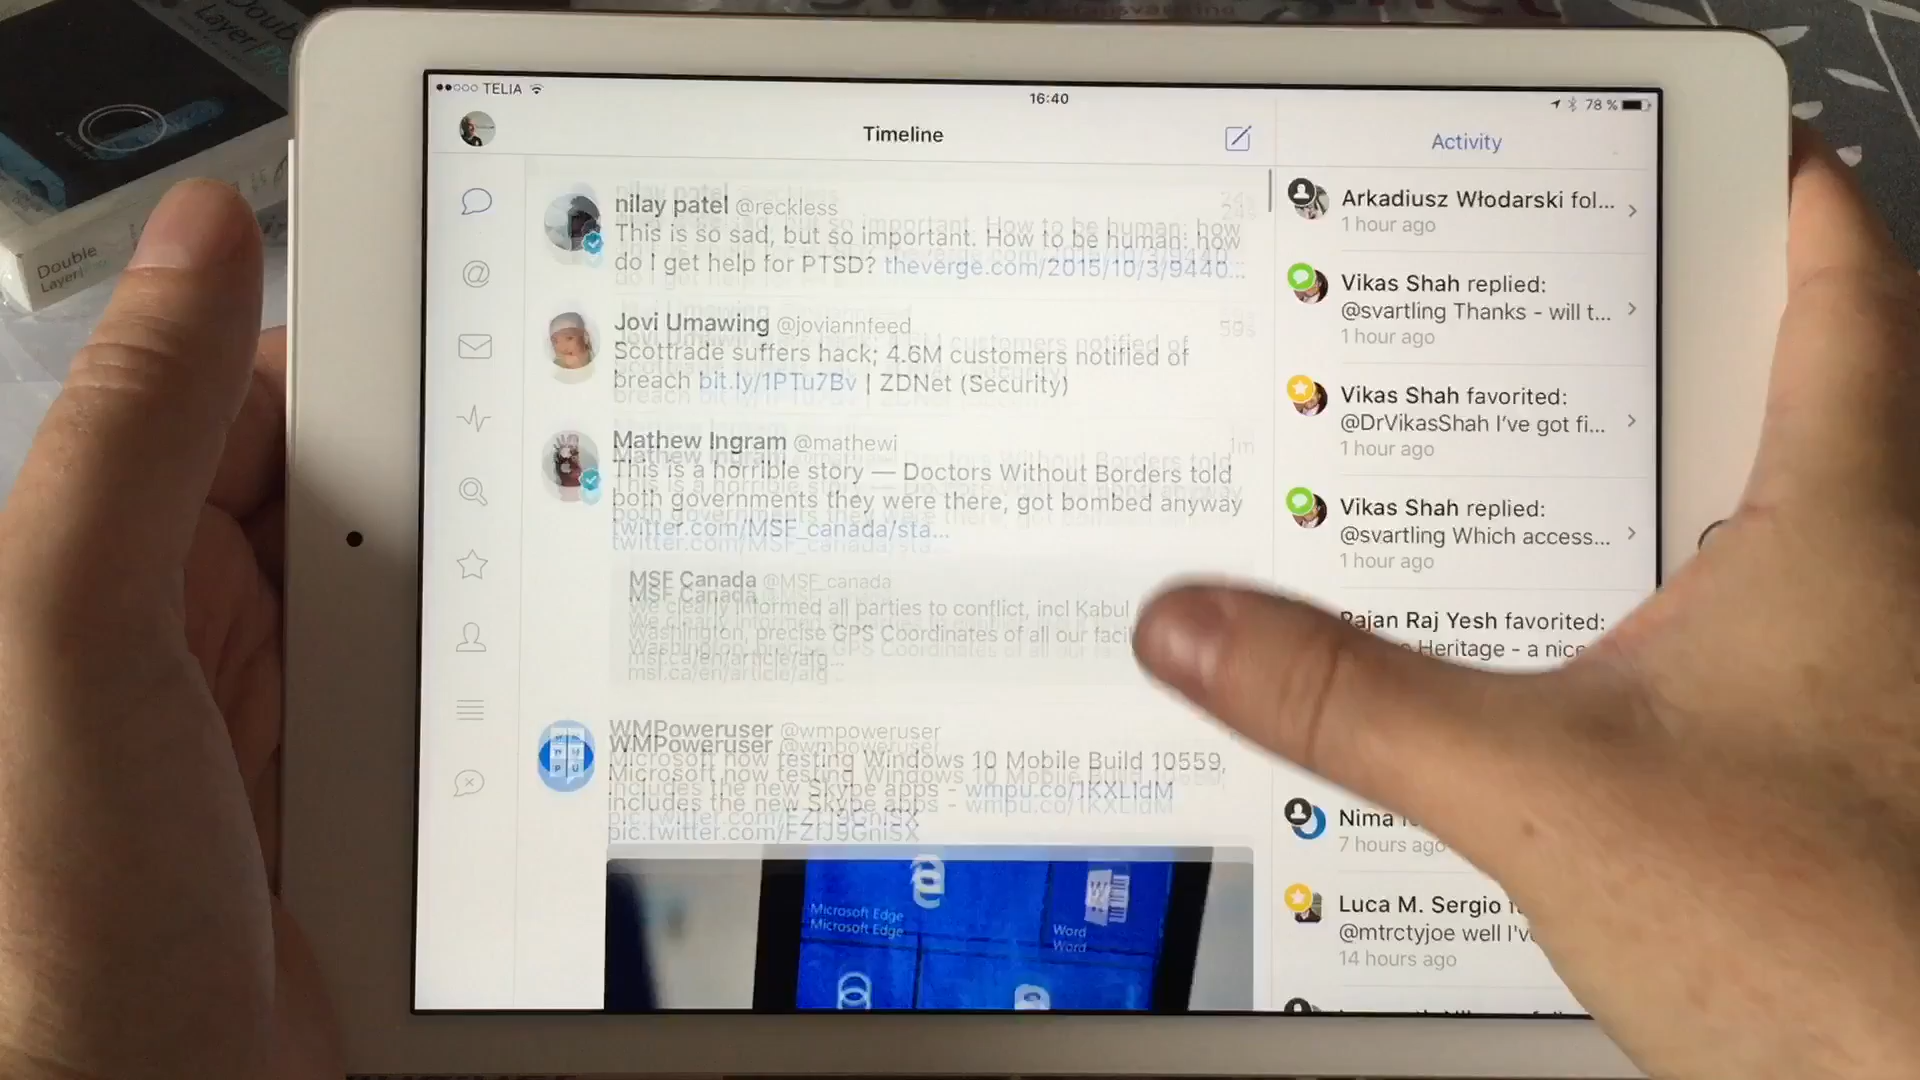 Double
Layer Pro
Double
Layer
TELIA
16:40
78 %
Timeline
Activity
nilay patel @reckless
24s
This is so sad, but so important. How to be human: how
do I get help for PTSD? theverge.com/2015/10/3/9440...
Jovi Umawing @joviannfeed
59s
Scottrade suffers hack; 4.6M customers notified of
breach bit.ly/1PTu7Bv | ZDNet (Security)
Mathew Ingram @mathewi
1m
This is a horrible story — Doctors Without Borders told
both governments they were there, got bombed anyway
twitter.com/MSF_canada/sta...
MSF Canada @MSF_canada
We clearly informed all parties to conflict, incl Kabul
Washington, precise GPS Coordinates of all our facil
msf.ca/en/article/afg...
WMPoweruser @wmpoweruser
Microsoft now testing Windows 10 Mobile Build 10559,
includes the new Skype apps - wmpu.co/1KXL1dM
pic.twitter.com/FZfJ9GniSX
Microsoft Edge
Word
Arkadiusz Włodarski fol...
1 hour ago
Vikas Shah replied:
@svartling Thanks - will t...
1 hour ago
Vikas Shah favorited:
@DrVikasShah I've got fi...
1 hour ago
Vikas Shah replied:
@svartling Which access...
1 hour ago
Rajan Raj Yesh favorited:
Heritage - a nice
Nima
7 hours ago
Luca M. Sergio
@mtrctyjoe well I'v
14 hours ago